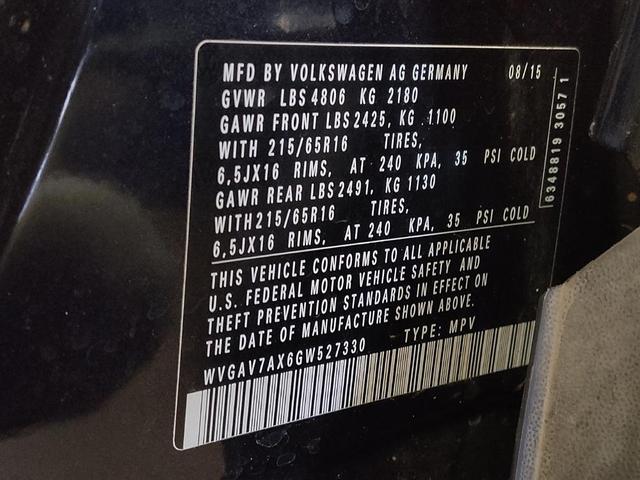 MFD BY VOLKSWAGEN AG GERMANY 08/15
GVWR LBS 4806 KG 2180
GAWR FRONT LBS 2425, KG 1100
WITH 215/65R16 TIRES,
6,5JX16 RIMS, AT 240 KPA, 35 PSI COLD
GAWR REAR LBS 2491, KG 1130
WITH 215/65R16 TIRES,
6,5JX16 RIMS, AT 240 KPA, 35 PSI COLD
THIS VEHICLE CONFORMS TO ALL APPLICABLE
U.S. FEDERAL MOTOR VEHICLE SAFETY AND
THEFT PREVENTION STANDARDS IN EFFECT ON
THE DATE OF MANUFACTURE SHOWN ABOVE.
WVGAV7AX6GW527330 TYPE: MPV
6348819 3057 1